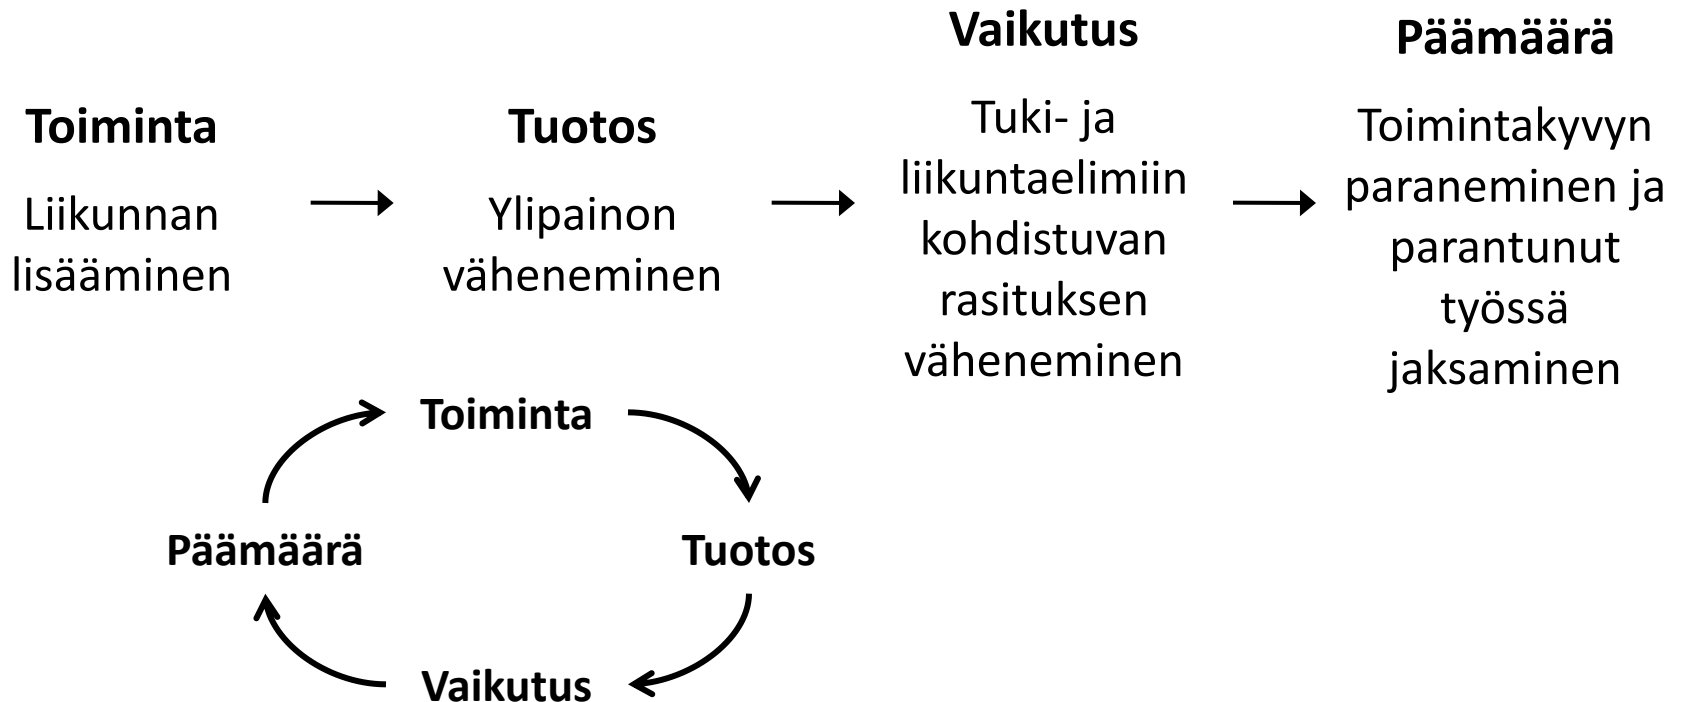 Toiminta
Liikunnan
lisääminen
Tuotos
Ylipainon
väheneminen
Vaikutus
Tuki- ja
liikuntaelimiin
kohdistuvan
rasituksen
väheneminen
Päämäärä
Toimintakyvyn
paraneminen ja
parantunut
työssä
jaksaminen
Toiminta
Tuotos
Vaikutus
Päämäärä